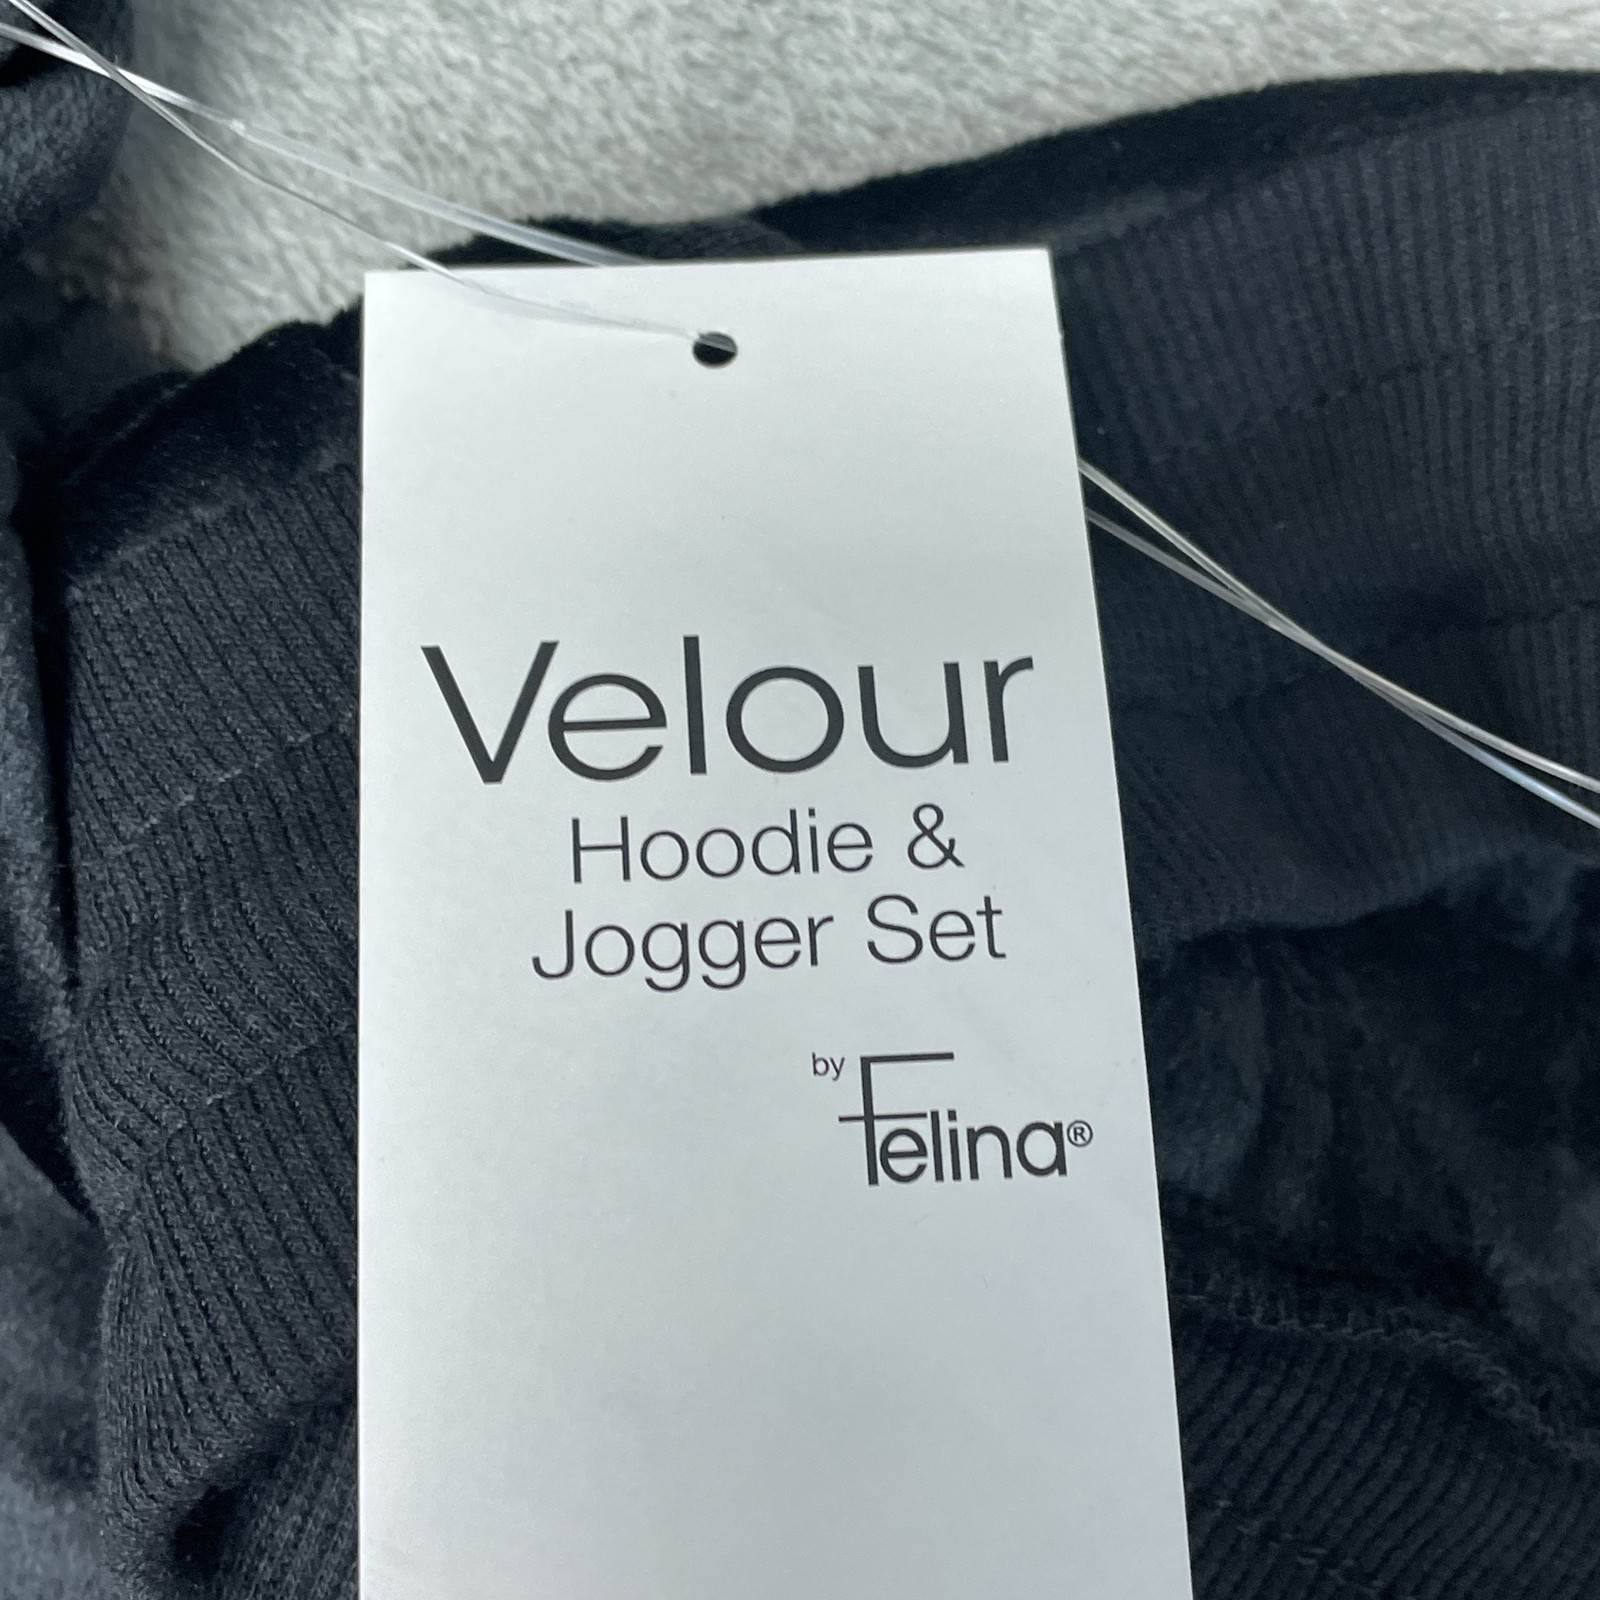 Velour
Hoodie &
Jogger Set
by Felina®